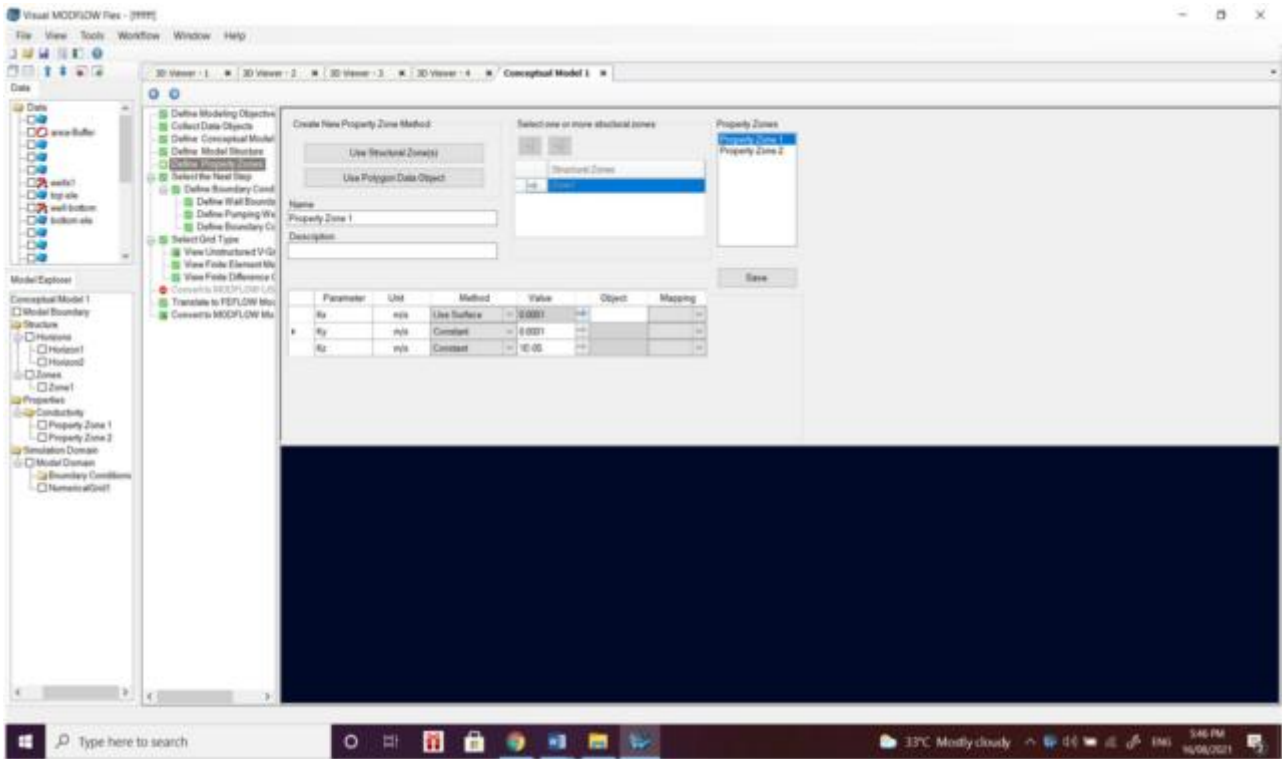 Visual MODFLOW Flex - [ffffff]
File View Tools Workflow Window Help
3D Viewer - 1 3D Viewer - 2 3D Viewer - 3 3D Viewer - 4 Conceptual Model 1
Data
Data
ance-Buffer
wells1
top ele
well bottom
bottom ele
Model Explorer
Conceptual Model 1
Model Boundary
Structure
Horizons
Horizon1
Horizon2
Zones
Zone1
Properties
Conductivity
Property Zone 1
Property Zone 2
Simulation Domain
Model Domain
Boundary Conditions
NumericalGrid1
Define Modeling Objective
Collect Data Objects
Define Conceptual Model
Define Model Structure
Define Property Zones
Select the Next Step
Define Boundary Cond
Define Wall Bounda
Define Pumping We
Define Boundary Co
Select Grid Type
View Unstructured V-Gr
View Finite Element Me
View Finite Difference G
Convert to MODFLOW-US
Translate to FEFLOW Mod
Convert to MODFLOW Mo
Create New Property Zone Method
Use Structural Zone(s)
Use Polygon Data Object
Name
Property Zone 1
Description
Select one or more structural zones
Structural Zones
Zone1
Property Zones
Property Zone 1
Property Zone 2
Save
Parameter Unit Method Value Object Mapping
Kx m/s Use Surface 0.0001
Ky m/s Constant 0.0001
Kz m/s Constant 1E-05
Type here to search
33°C Mostly cloudy
ENG
5:46 PM
16/08/2021